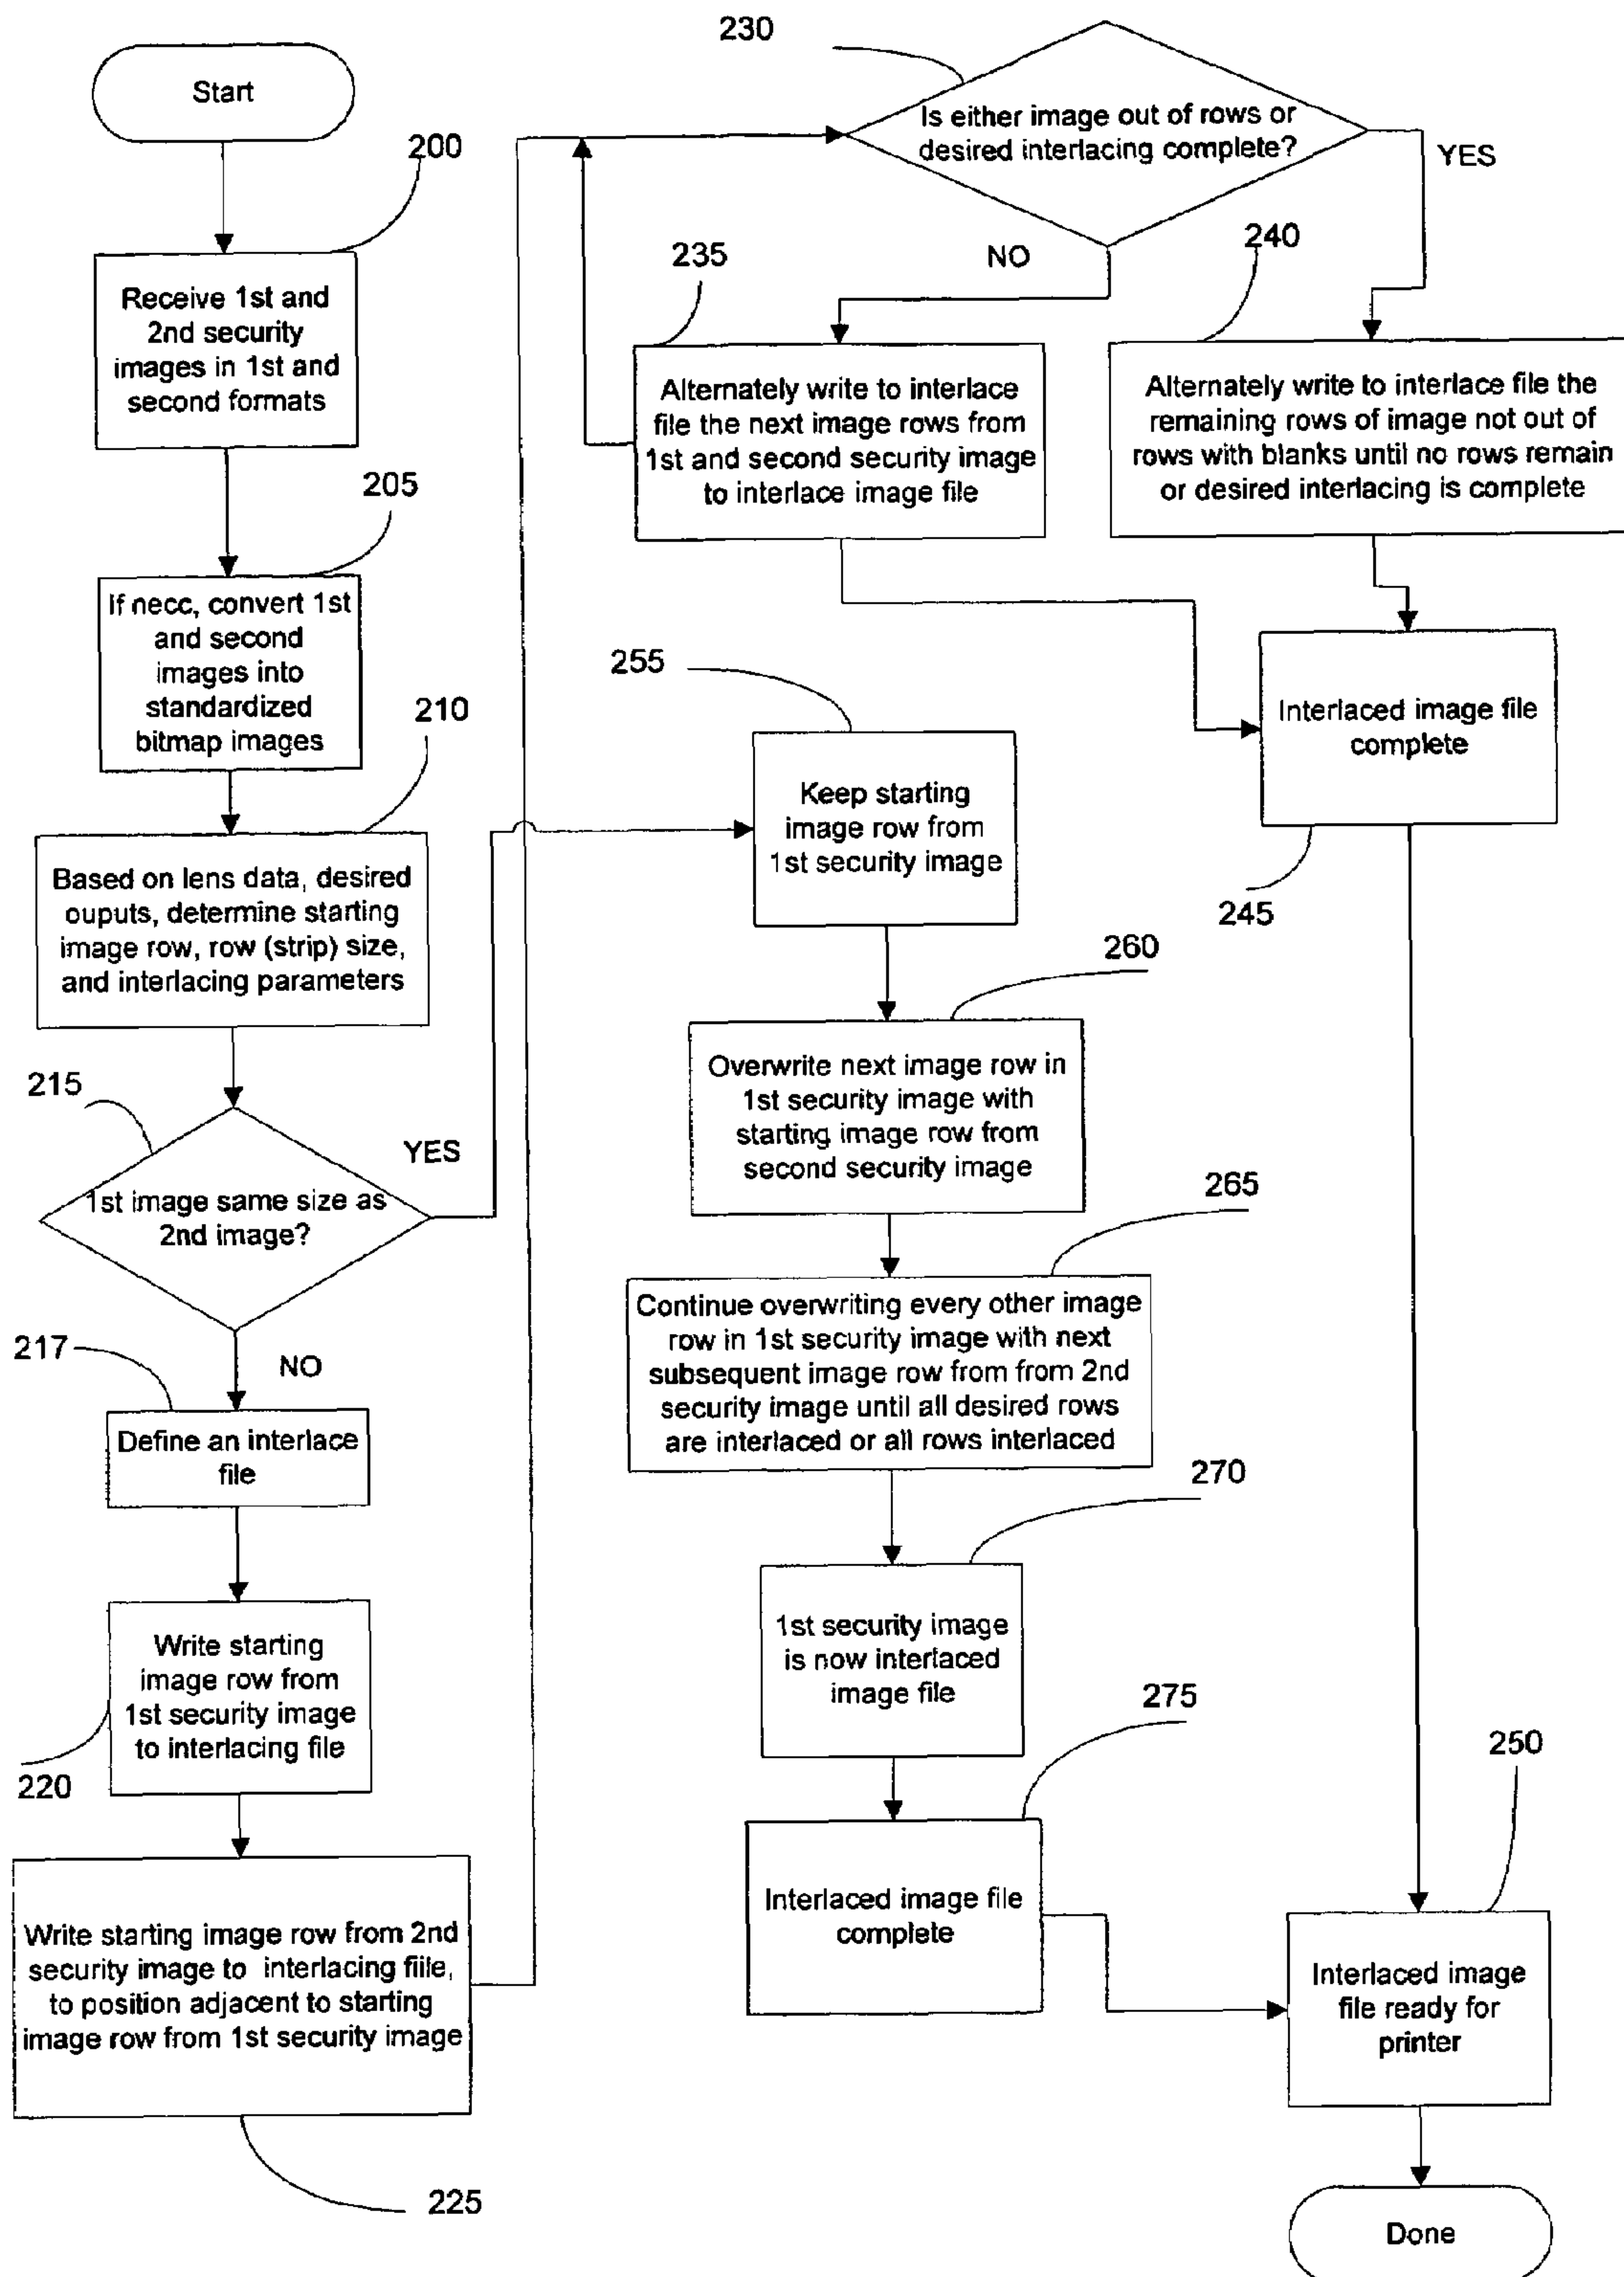 Start
200
Receive 1st and
2nd security
images in 1st and
second formats
205
If necc, convert 1st
and second
images into
standardized
bitmap images
210
Based on lens data, desired
ouputs, determine starting
image row, row (strip) size,
and interlacing parameters
215
1st image same size as
2nd image?
YES
NO
217
Define an interlace
file
Write starting
image row from
1st security image
to interlacing file
220
Write starting image row from 2nd
security image to interlacing fiile,
to position adjacent to starting
image row from 1st security image
225
230
Is either image out of rows or
desired interlacing complete?
YES
NO
235
Alternately write to interlace
file the next image rows from
1st and second security image
to interlace image file
240
Alternately write to interlace file the
remaining rows of image not out of
rows with blanks until no rows remain
or desired interlacing is complete
Interlaced image file
complete
245
255
Keep starting
image row from
1st security image
260
Overwrite next image row in
1st security image with
starting image row from
second security image
265
Continue overwriting every other image
row in 1st security image with next
subsequent image row from from 2nd
security image until all desired rows
are interlaced or all rows interlaced
270
1st security image
is now interlaced
image file
275
Interlaced image file
complete
250
Interlaced image
file ready for
printer
Done